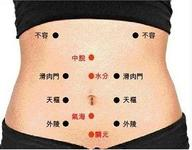 不容 不容
中脘
滑肉門 水分 滑肉門
天樞 天樞
氣海
外陵 外陵
關元